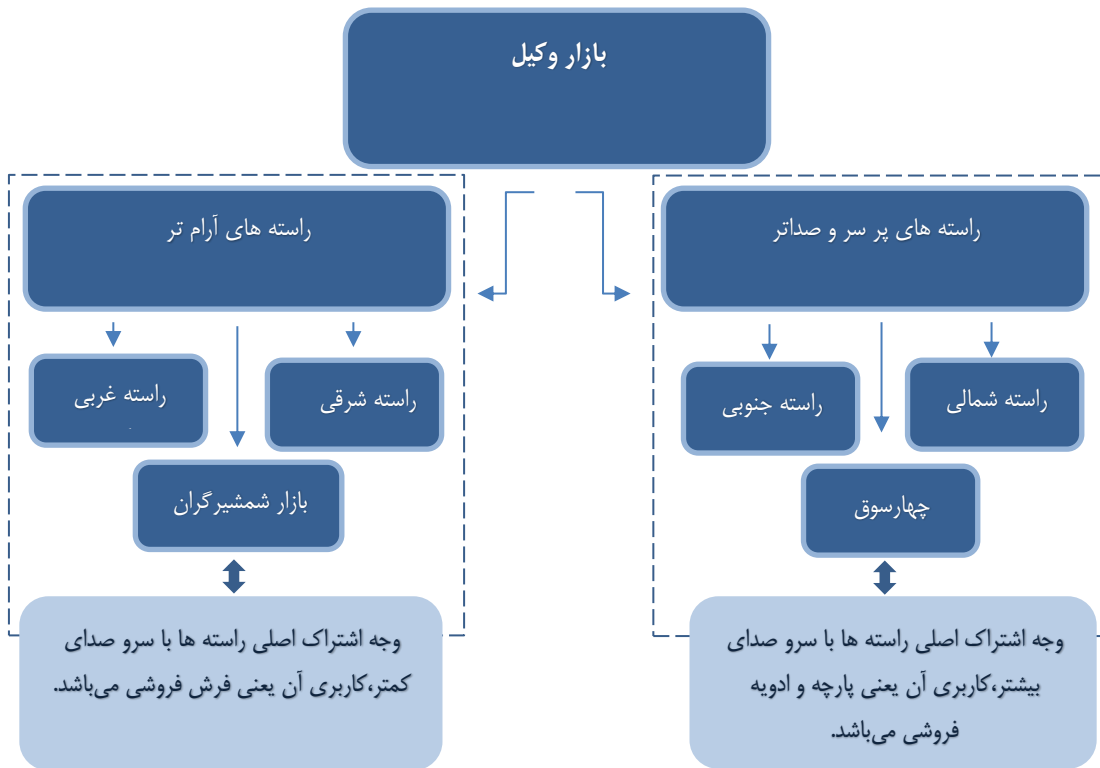 بازار وکیل
راسته های پر سر و صداتر
راسته شمالی
راسته جنوبی
چهارسوق
وجه اشتراک اصلی راسته ها با سرو صدای
بیشتر،کاربری آن یعنی پارچه و ادویه
فروشی می‌باشد.
راسته های آرام تر
راسته شرقی
راسته غربی
بازار شمشیرگران
وجه اشتراک اصلی راسته ها با سرو صدای
کمتر،کاربری آن یعنی فرش فروشی می‌باشد.